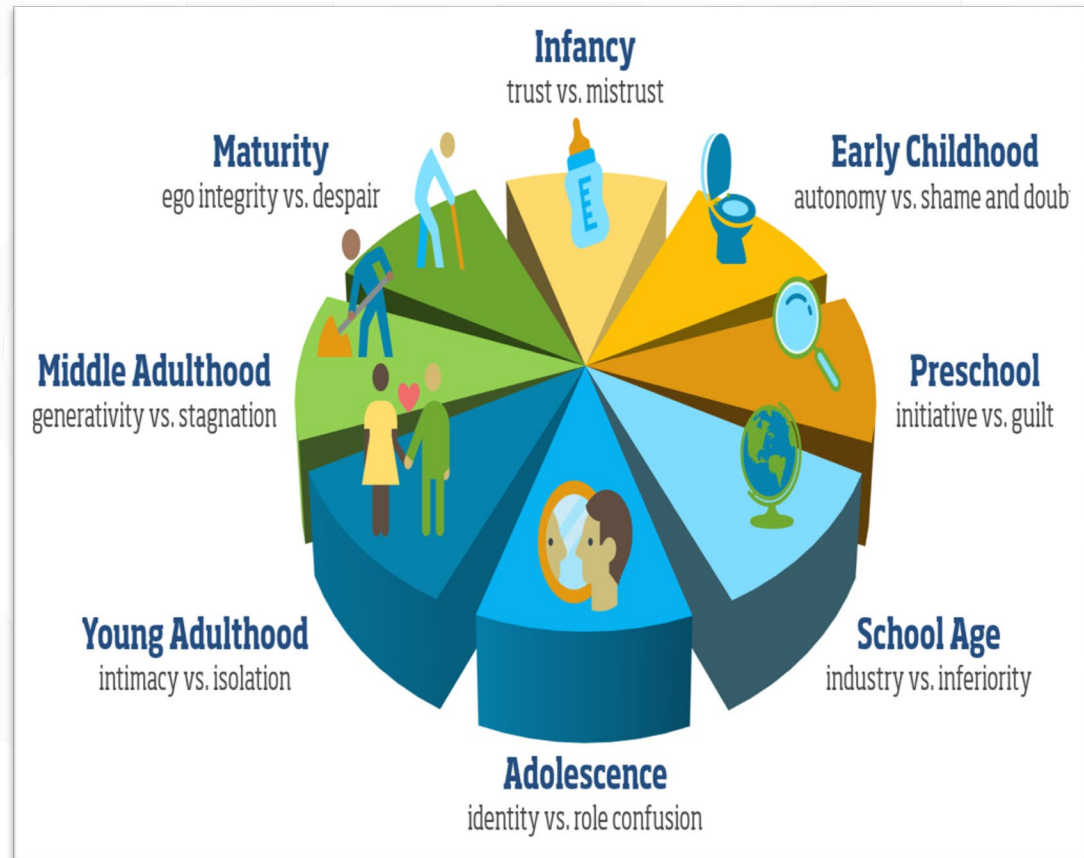 Infancy
trust vs. mistrust
Early Childhood
autonomy vs. shame and doub
Preschool
initiative vs. guilt
School Age
industry vs. inferiority
Adolescence
identity vs. role confusion
Young Adulthood
intimacy vs. isolation
Middle Adulthood
generativity vs. stagnation
Maturity
ego integrity vs. despair